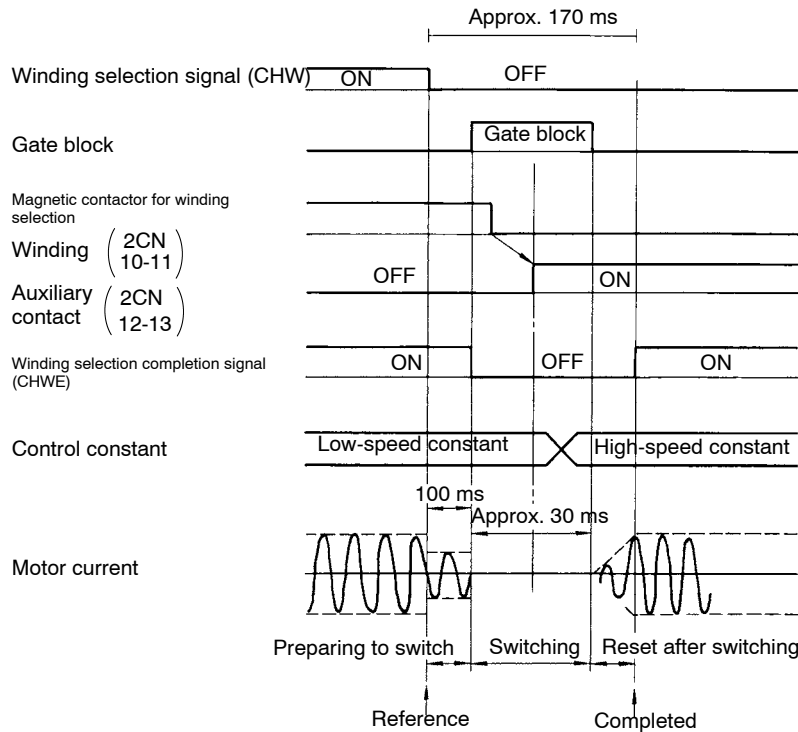 Approx. 170 ms
Winding selection signal (CHW)
ON
OFF
Gate block
Gate block
Magnetic contactor for winding
selection
Winding (2CN
10-11)
OFF
ON
Auxiliary
contact (2CN
12-13)
Winding selection completion signal
(CHWE)
ON
OFF
ON
Control constant
Low-speed constant
High-speed constant
100 ms
Approx. 30 ms
Motor current
Preparing to switch
Switching
Reset after switching
Reference
Completed